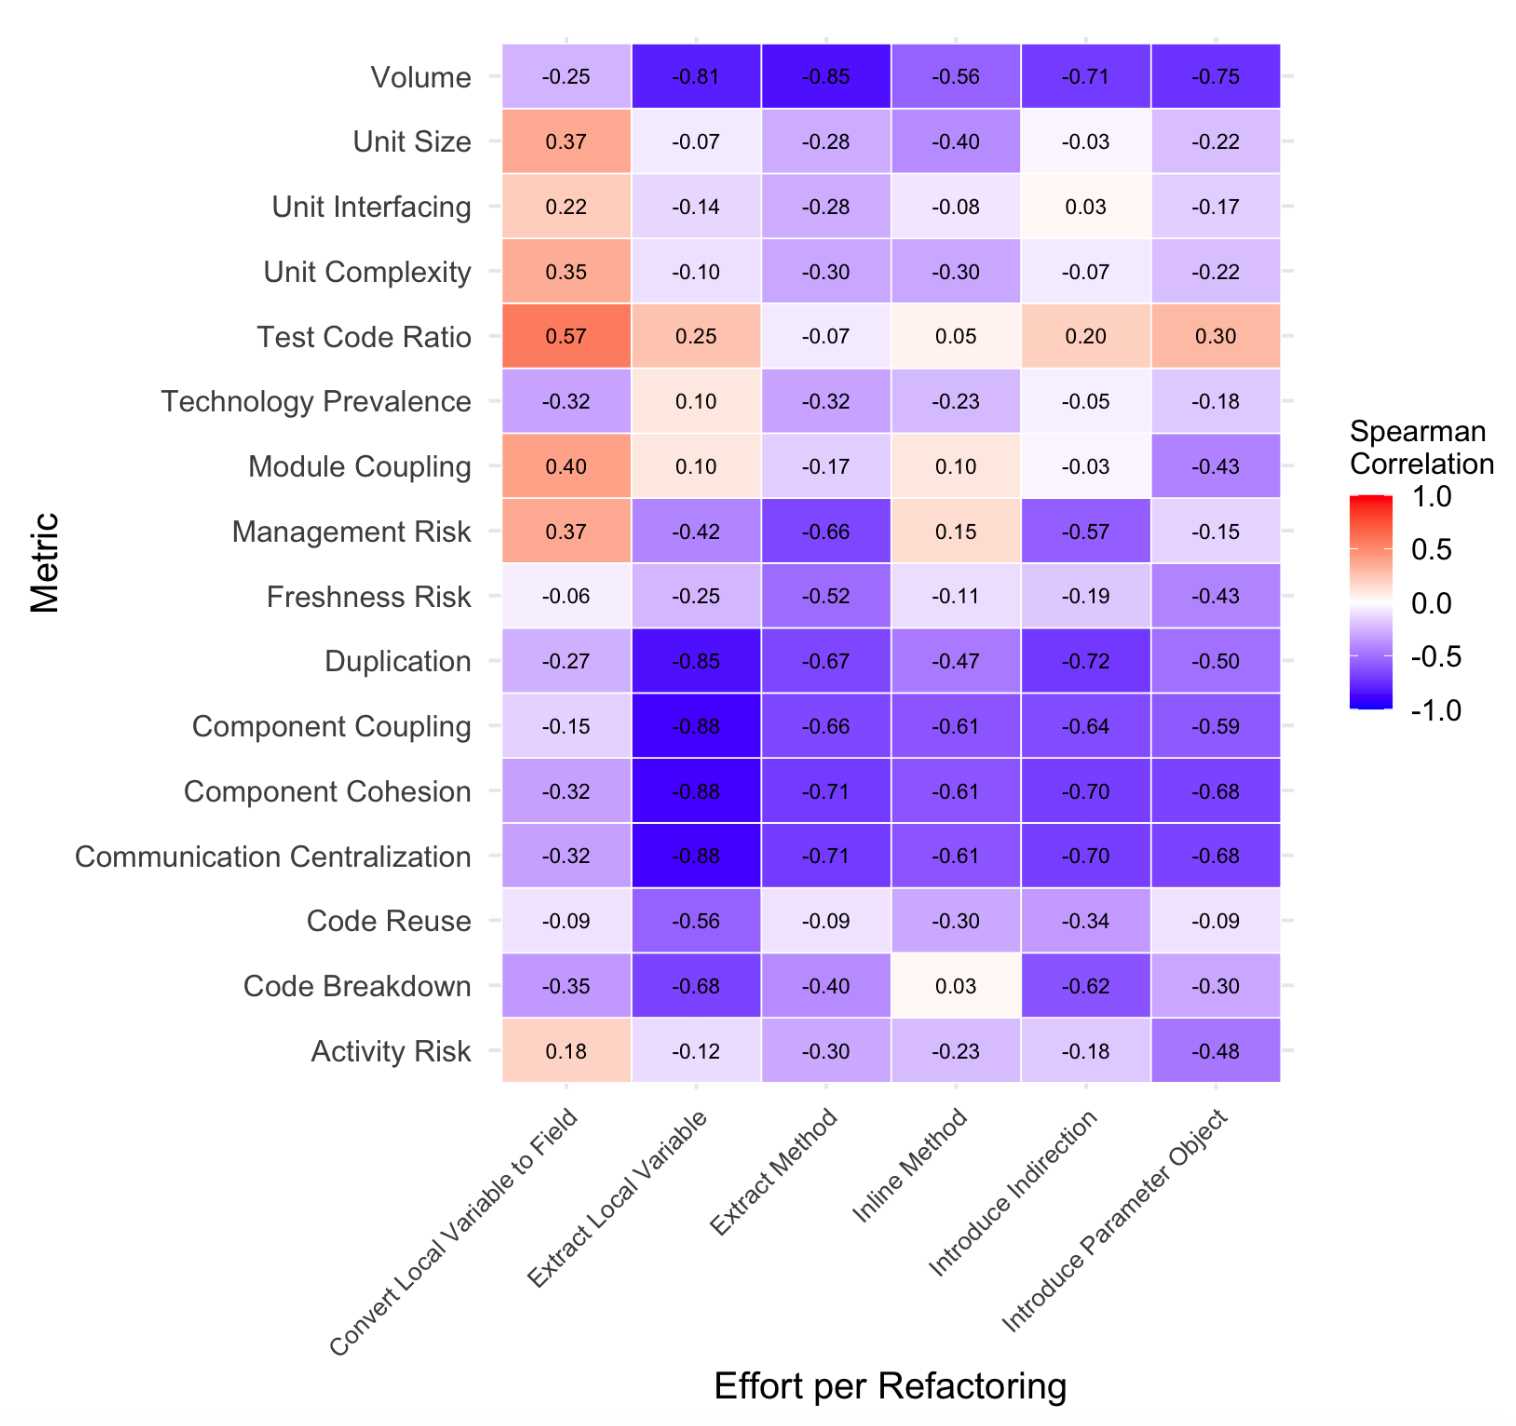 Metric
Volume -0.25 -0.81 -0.85 -0.56 -0.71 -0.75
Unit Size 0.37 -0.07 -0.28 -0.40 -0.03 -0.22
Unit Interfacing 0.22 -0.14 -0.28 -0.08 0.03 -0.17
Unit Complexity 0.35 -0.10 -0.30 -0.30 -0.07 -0.22
Test Code Ratio 0.57 0.25 -0.07 0.05 0.20 0.30
Technology Prevalence -0.32 0.10 -0.32 -0.23 -0.05 -0.18
Module Coupling 0.40 0.10 -0.17 0.10 -0.03 -0.43
Management Risk 0.37 -0.42 -0.66 0.15 -0.57 -0.15
Freshness Risk -0.06 -0.25 -0.52 -0.11 -0.19 -0.43
Duplication -0.27 -0.85 -0.67 -0.47 -0.72 -0.50
Component Coupling -0.15 -0.88 -0.66 -0.61 -0.64 -0.59
Component Cohesion -0.32 -0.88 -0.71 -0.61 -0.70 -0.68
Communication Centralization -0.32 -0.88 -0.71 -0.61 -0.70 -0.68
Code Reuse -0.09 -0.56 -0.09 -0.30 -0.34 -0.09
Code Breakdown -0.35 -0.68 -0.40 0.03 -0.62 -0.30
Activity Risk 0.18 -0.12 -0.30 -0.23 -0.18 -0.48
Convert Local Variable to Field
Extract Local Variable
Extract Method
Inline Method
Introduce Indirection
Introduce Parameter Object
Effort per Refactoring
Spearman
Correlation
1.0
0.5
0.0
-0.5
-1.0